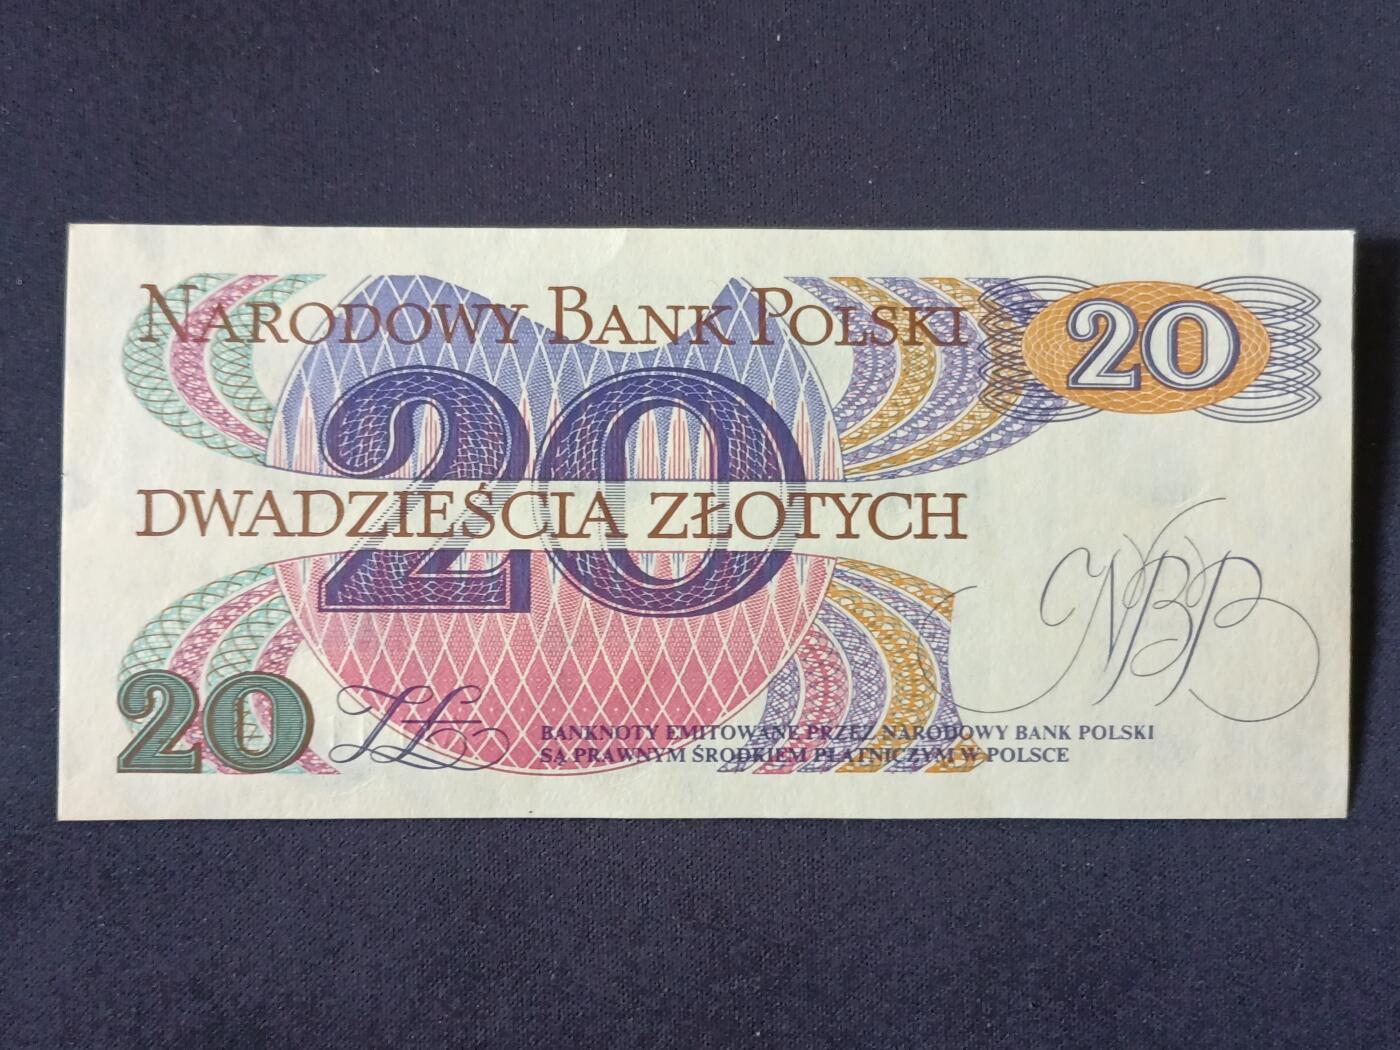 NARODOWY BANK POLSKI
20
20
DWADZIEŚCIA ZŁOTYCH
NBP
20
ZŁ
BANKNOTY EMITOWANE PRZEZ NARODOWY BANK POLSKI
SĄ PRAWNYM ŚRODKIEM PŁATNICZYM W POLSCE